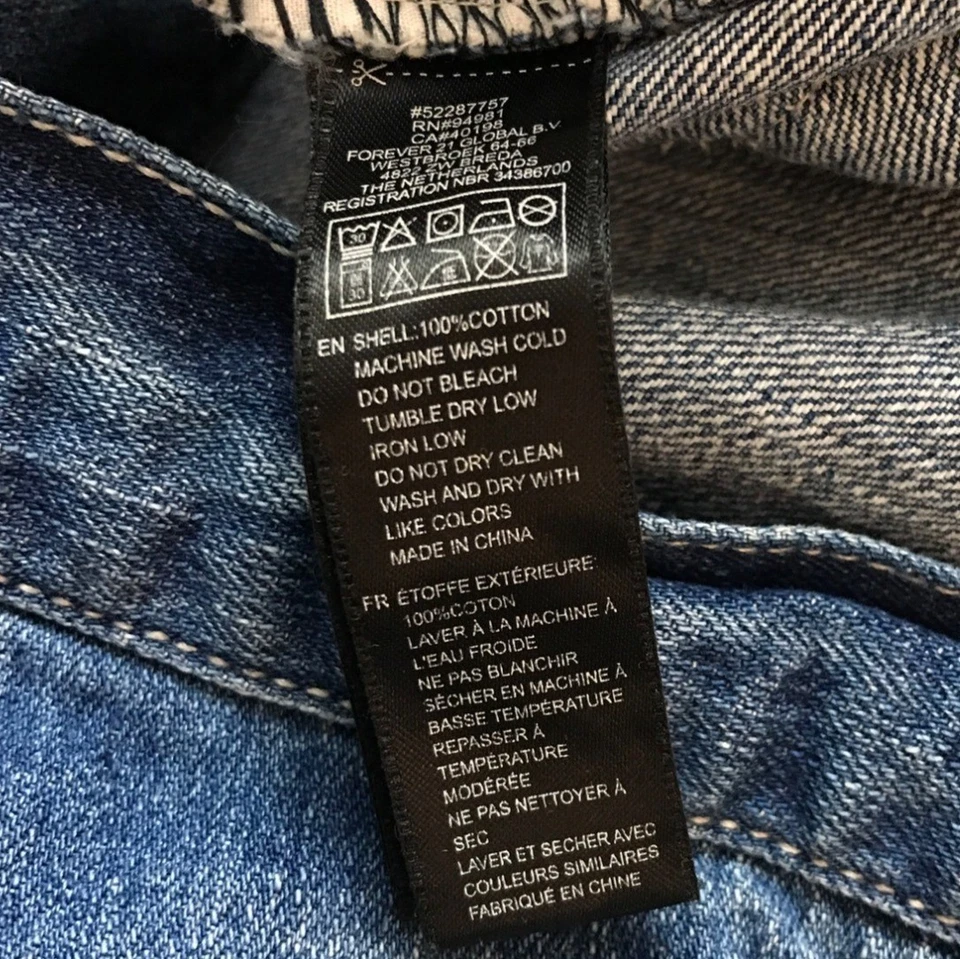 #52287757
RN#94981
CA#40198
FOREVER 21 GLOBAL B.V.
WESTBROEK 64-66
4822 ZW BREDA
THE NETHERLANDS
REGISTRATION NBR 34386700
30
30
EN SHELL:100%COTTON
MACHINE WASH COLD
DO NOT BLEACH
TUMBLE DRY LOW
IRON LOW
DO NOT DRY CLEAN
WASH AND DRY WITH
LIKE COLORS
MADE IN CHINA
FR ÉTOFFE EXTÉRIEURE:
100%COTON
LAVER À LA MACHINE À
L'EAU FROIDE
NE PAS BLANCHIR
SÉCHER EN MACHINE À
BASSE TEMPÉRATURE
REPASSER À
TEMPÉRATURE
MODÉRÉE
NE PAS NETTOYER À
SEC
LAVER ET SECHER AVEC
COULEURS SIMILAIRES
FABRIQUÉ EN CHINE